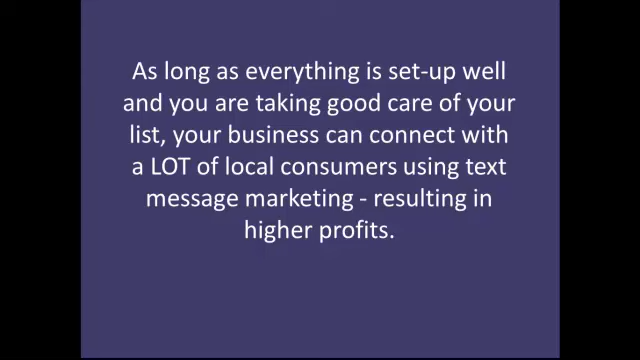 As long as everything is set-up well
and you are taking good care of your
list, your business can connect with
a LOT of local consumers using text
message marketing - resulting in
higher profits.